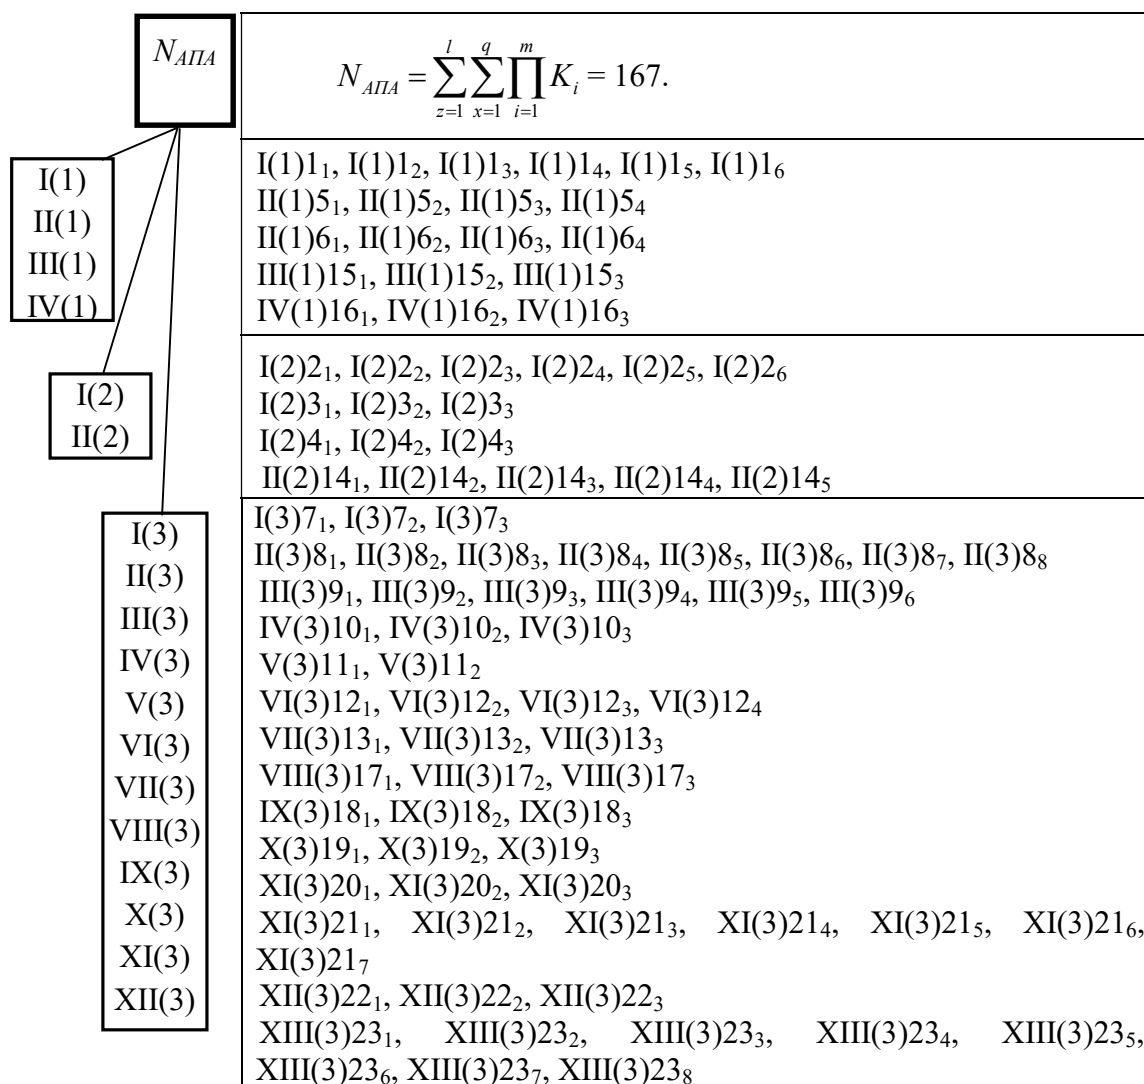 N_{АПА}
N_{АПА} = \sum_{z=1}^{l} \sum_{x=1}^{q} \prod_{i=1}^{m} K_i = 167.
I(1)
II(1)
III(1)
IV(1)
I(1)1₁, I(1)1₂, I(1)1₃, I(1)1₄, I(1)1₅, I(1)1₆
II(1)5₁, II(1)5₂, II(1)5₃, II(1)5₄
II(1)6₁, II(1)6₂, II(1)6₃, II(1)6₄
III(1)15₁, III(1)15₂, III(1)15₃
IV(1)16₁, IV(1)16₂, IV(1)16₃
I(2)
II(2)
I(2)2₁, I(2)2₂, I(2)2₃, I(2)2₄, I(2)2₅, I(2)2₆
I(2)3₁, I(2)3₂, I(2)3₃
I(2)4₁, I(2)4₂, I(2)4₃
II(2)14₁, II(2)14₂, II(2)14₃, II(2)14₄, II(2)14₅
I(3)
II(3)
III(3)
IV(3)
V(3)
VI(3)
VII(3)
VIII(3)
IX(3)
X(3)
XI(3)
XII(3)
I(3)7₁, I(3)7₂, I(3)7₃
II(3)8₁, II(3)8₂, II(3)8₃, II(3)8₄, II(3)8₅, II(3)8₆, II(3)8₇, II(3)8₈
III(3)9₁, III(3)9₂, III(3)9₃, III(3)9₄, III(3)9₅, III(3)9₆
IV(3)10₁, IV(3)10₂, IV(3)10₃
V(3)11₁, V(3)11₂
VI(3)12₁, VI(3)12₂, VI(3)12₃, VI(3)12₄
VII(3)13₁, VII(3)13₂, VII(3)13₃
VIII(3)17₁, VIII(3)17₂, VIII(3)17₃
IX(3)18₁, IX(3)18₂, IX(3)18₃
X(3)19₁, X(3)19₂, X(3)19₃
XI(3)20₁, XI(3)20₂, XI(3)20₃
XI(3)21₁, XI(3)21₂, XI(3)21₃, XI(3)21₄, XI(3)21₅, XI(3)21₆,
XI(3)21₇
XII(3)22₁, XII(3)22₂, XII(3)22₃
XIII(3)23₁, XIII(3)23₂, XIII(3)23₃, XIII(3)23₄, XIII(3)23₅,
XIII(3)23₆, XIII(3)23₇, XIII(3)23₈